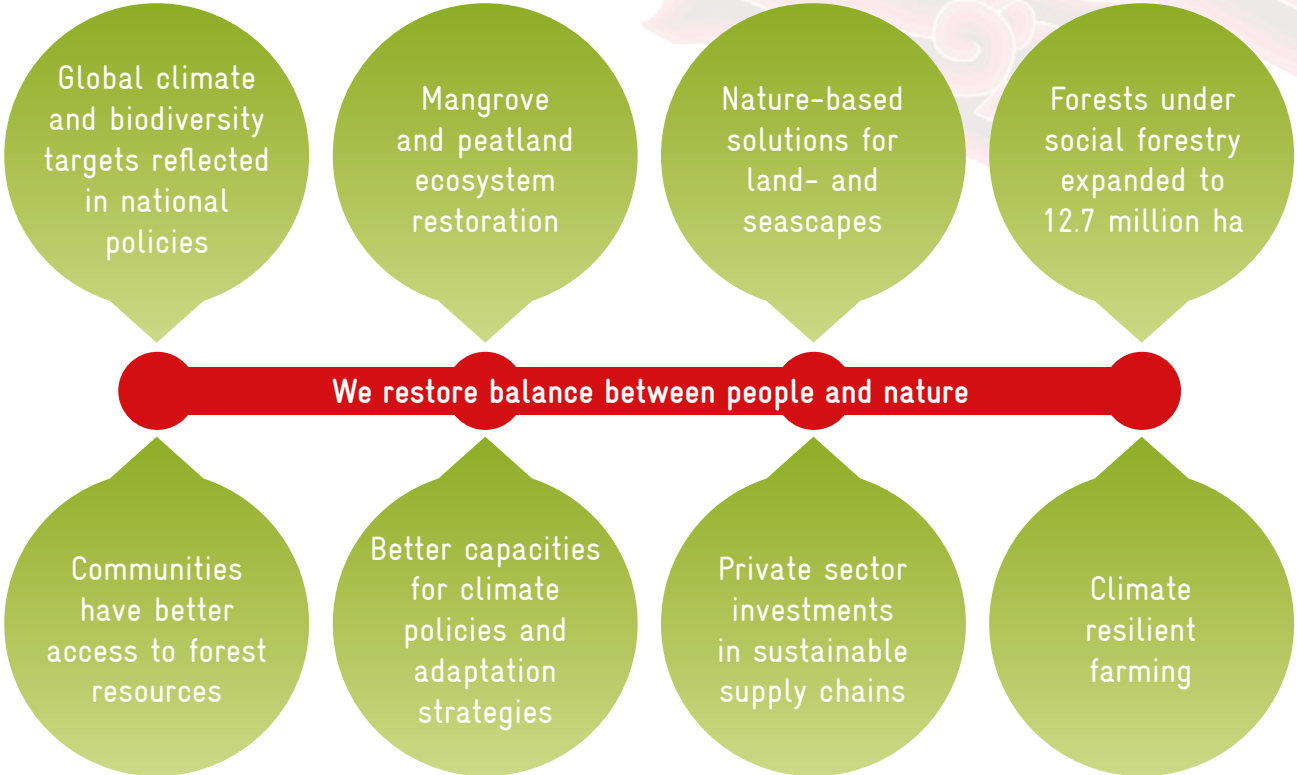 Global climate
and biodiversity
targets reflected
in national
policies
Mangrove
and peatland
ecosystem
restoration
Nature-based
solutions for
land- and
seascapes
Forests under
social forestry
expanded to
12.7 million ha
We restore balance between people and nature
Communities
have better
access to forest
resources
Better capacities
for climate
policies and
adaptation
strategies
Private sector
investments
in sustainable
supply chains
Climate
resilient
farming